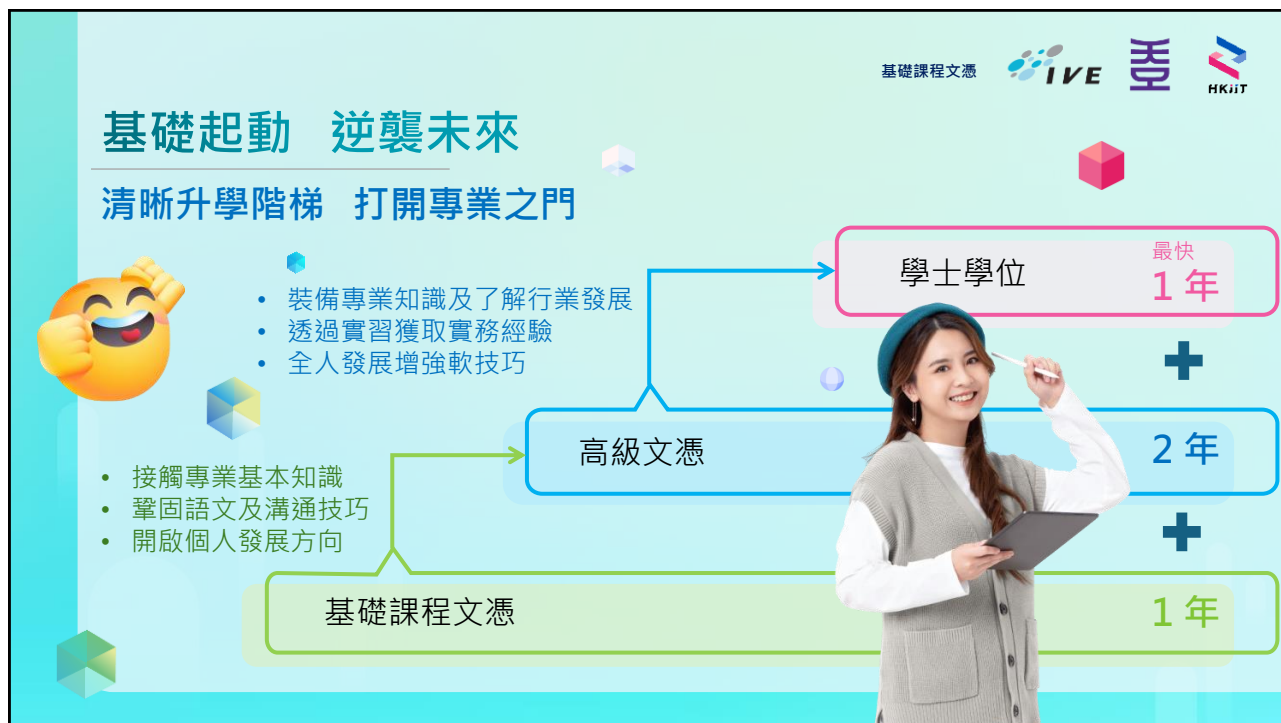 基礎課程文憑
IVE
HKiiT
基礎起動 逆襲未來
清晰升學階梯 打開專業之門
最快
學士學位
1 年
• 裝備專業知識及了解行業發展
• 透過實習獲取實務經驗
• 全人發展增強軟技巧
高級文憑
2 年
• 接觸專業基本知識
• 鞏固語文及溝通技巧
• 開啟個人發展方向
基礎課程文憑
1 年